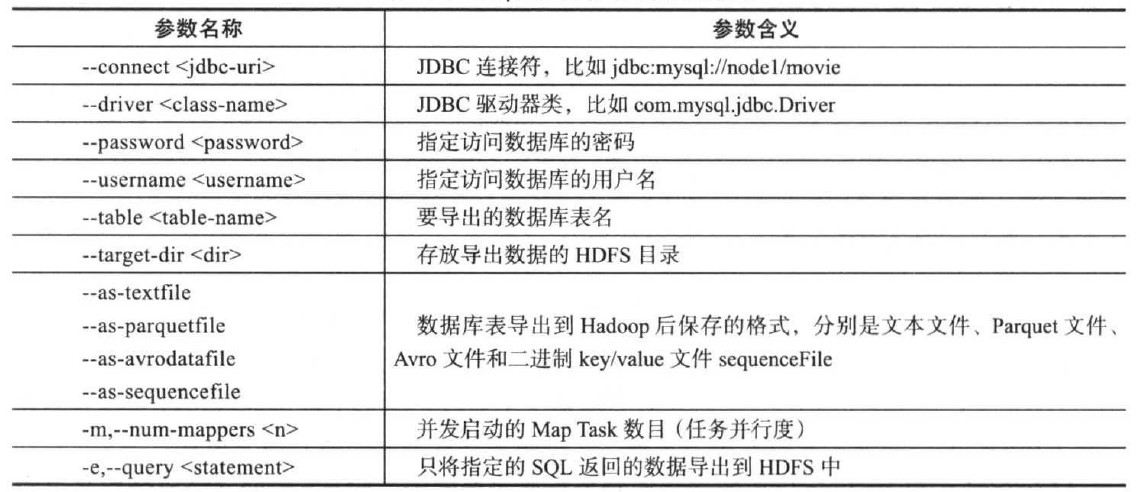 参数名称 参数含义
--connect <jdbc-uri> JDBC 连接符，比如 jdbc:mysql://node1/movie
--driver <class-name> JDBC 驱动器类，比如 com.mysql.jdbc.Driver
--password <password> 指定访问数据库的密码
--username <username> 指定访问数据库的用户名
--table <table-name> 要导出的数据库表名
--target-dir <dir> 存放导出数据的 HDFS 目录
--as-textfile
--as-parquetfile
--as-avrodatafile
--as-sequencefile
数据库表导出到 Hadoop 后保存的格式，分别是文本文件、Parquet 文件、
Avro 文件和二进制 key/value 文件 sequenceFile
-m,--num-mappers <n> 并发启动的 Map Task 数目（任务并行度）
-e,--query <statement> 只将指定的 SQL 返回的数据导出到 HDFS 中